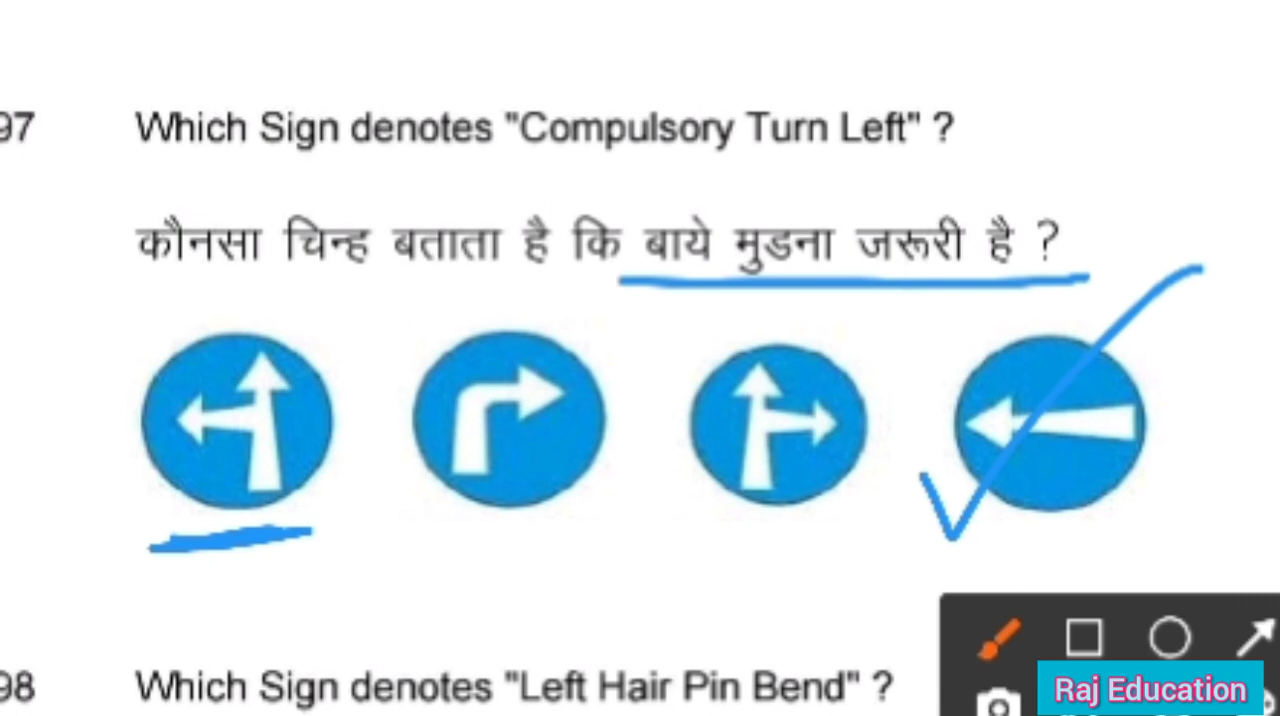 97 Which Sign denotes "Compulsory Turn Left" ?
कौनसा चिन्ह बताता है कि बाये मुडना जरूरी है ?
98 Which Sign denotes "Left Hair Pin Bend" ?
Raj Education